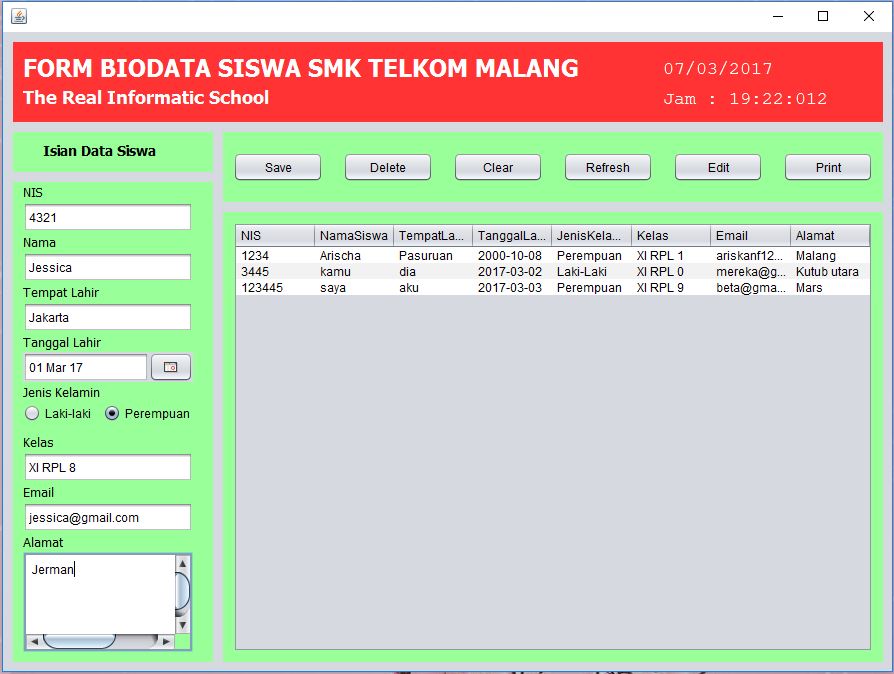 FORM BIODATA SISWA SMK TELKOM MALANG
07/03/2017
The Real Informatic School
Jam : 19:22:012
Isian Data Siswa
Save Delete Clear Refresh Edit Print
NIS
4321
Nama
Jessica
Tempat Lahir
Jakarta
Tanggal Lahir
01 Mar 17
Jenis Kelamin
Laki-laki Perempuan
Kelas
XI RPL 8
Email
jessica@gmail.com
Alamat
Jerman
NIS NamaSiswa TempatLa... TanggalLa... JenisKela... Kelas Email Alamat
1234 Arischa Pasuruan 2000-10-08 Perempuan XI RPL 1 ariskanf12... Malang
3445 kamu dia 2017-03-02 Laki-Laki XI RPL 0 mereka@g... Kutub utara
123445 saya aku 2017-03-03 Perempuan XI RPL 9 beta@gma... Mars